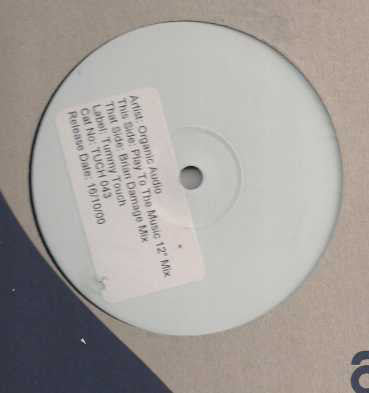 Artist: Organic Audio
This Side: Play To The Music 12" Mix
That Side: Brian Damage Mix
Label: Tummy Touch
Cat No: TUCH 043
Release Date: 16/10/00
a